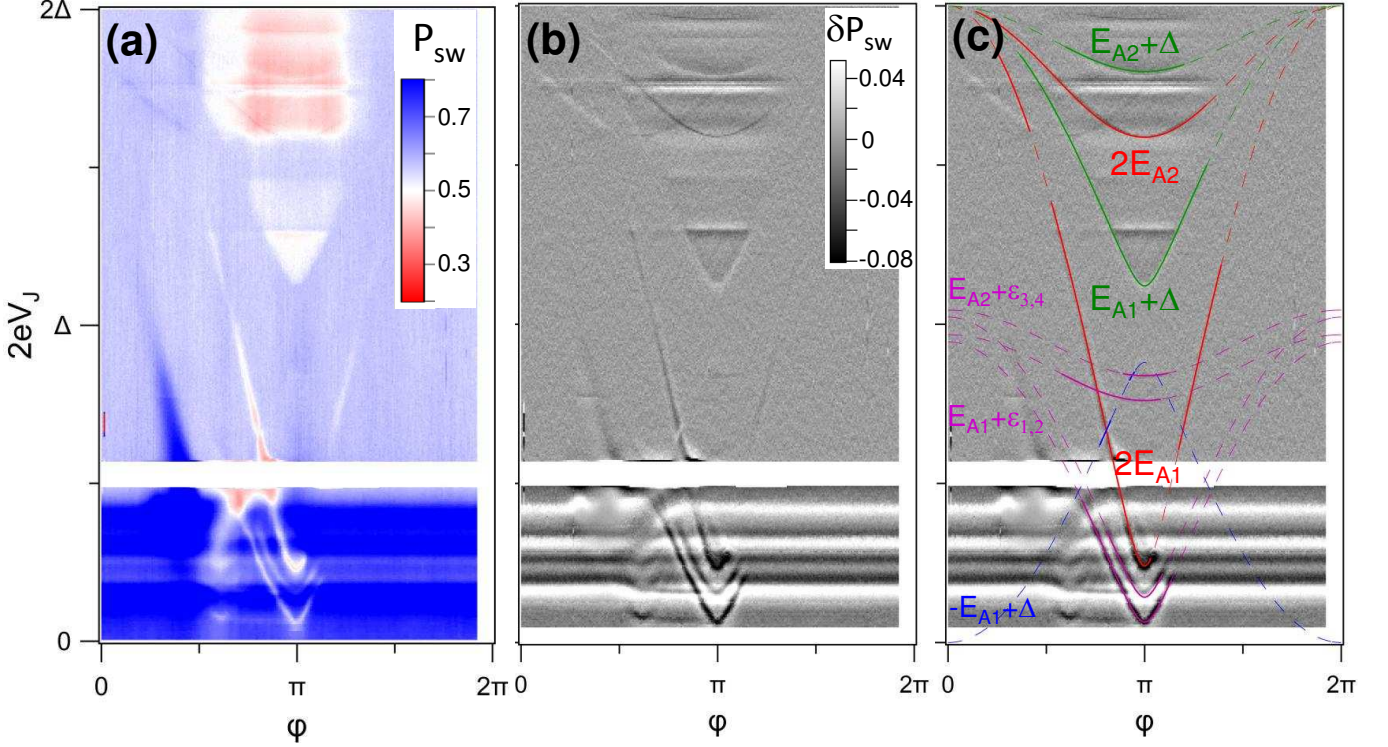 2Δ
(a)
P_sw
0.7
0.5
0.3
2eV_J
Δ
0
0
π
2π
φ
(b)
δP_sw
0.04
0
-0.04
-0.08
0
π
2π
φ
(c)
E_A2+Δ
2E_A2
E_A2+ε_3,4
E_A1+Δ
E_A1+ε_1,2
2E_A1
-E_A1+Δ
0
π
2π
φ